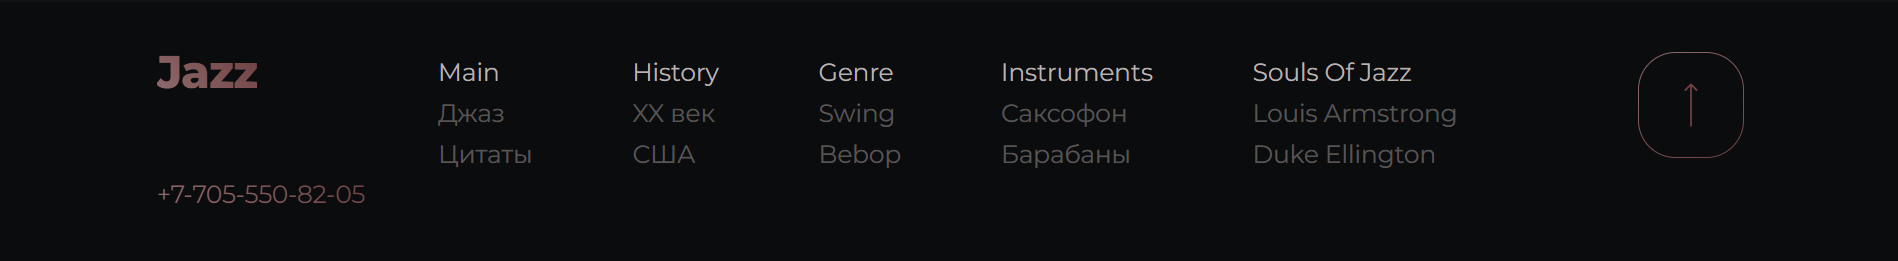 Jazz
+7-705-550-82-05
Main
Джаз
Цитаты
History
XX век
США
Genre
Swing
Bebop
Instruments
Саксофон
Барабаны
Souls Of Jazz
Louis Armstrong
Duke Ellington